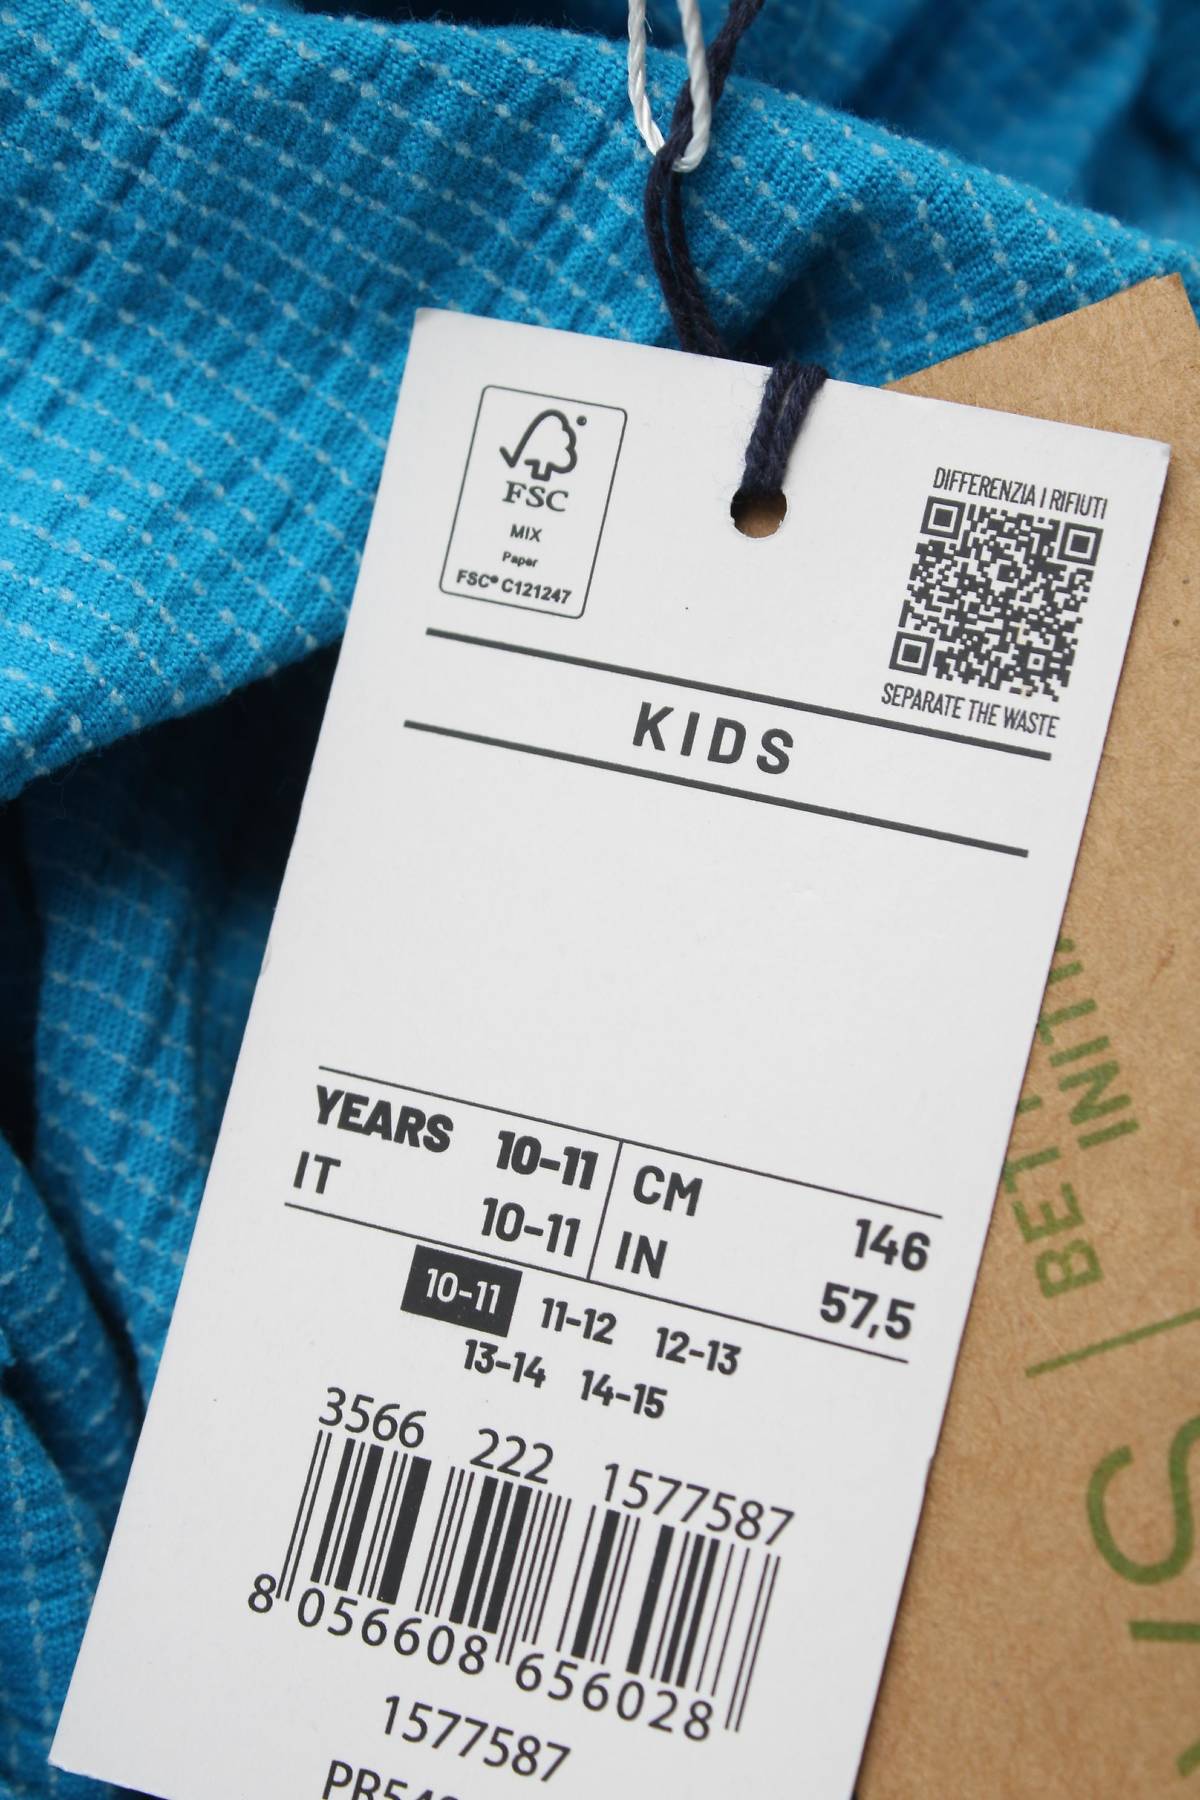 FSC
MIX
Paper
FSC® C121247
DIFFERENZIA I RIFIUTI
SEPARATE THE WASTE
KIDS
YEARS 10-11 CM 146
IT 10-11 IN 57,5
10-11 11-12 12-13
13-14 14-15
3566 222 1577587
8 056608 656028
1577587
BE
IN